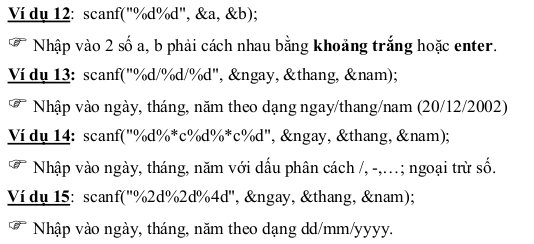 Ví dụ 12: scanf("%d%d", &a, &b);
☞ Nhập vào 2 số a, b phải cách nhau bằng khoảng trắng hoặc enter.
Ví dụ 13: scanf("%d/%d/%d", &ngay, &thang, &nam);
☞ Nhập vào ngày, tháng, năm theo dạng ngay/thang/nam (20/12/2002)
Ví dụ 14: scanf("%d%*c%d%*c%d", &ngay, &thang, &nam);
☞ Nhập vào ngày, tháng, năm với dấu phân cách /, -,…; ngoại trừ số.
Ví dụ 15: scanf("%2d%2d%4d", &ngay, &thang, &nam);
☞ Nhập vào ngày, tháng, năm theo dạng dd/mm/yyyy.